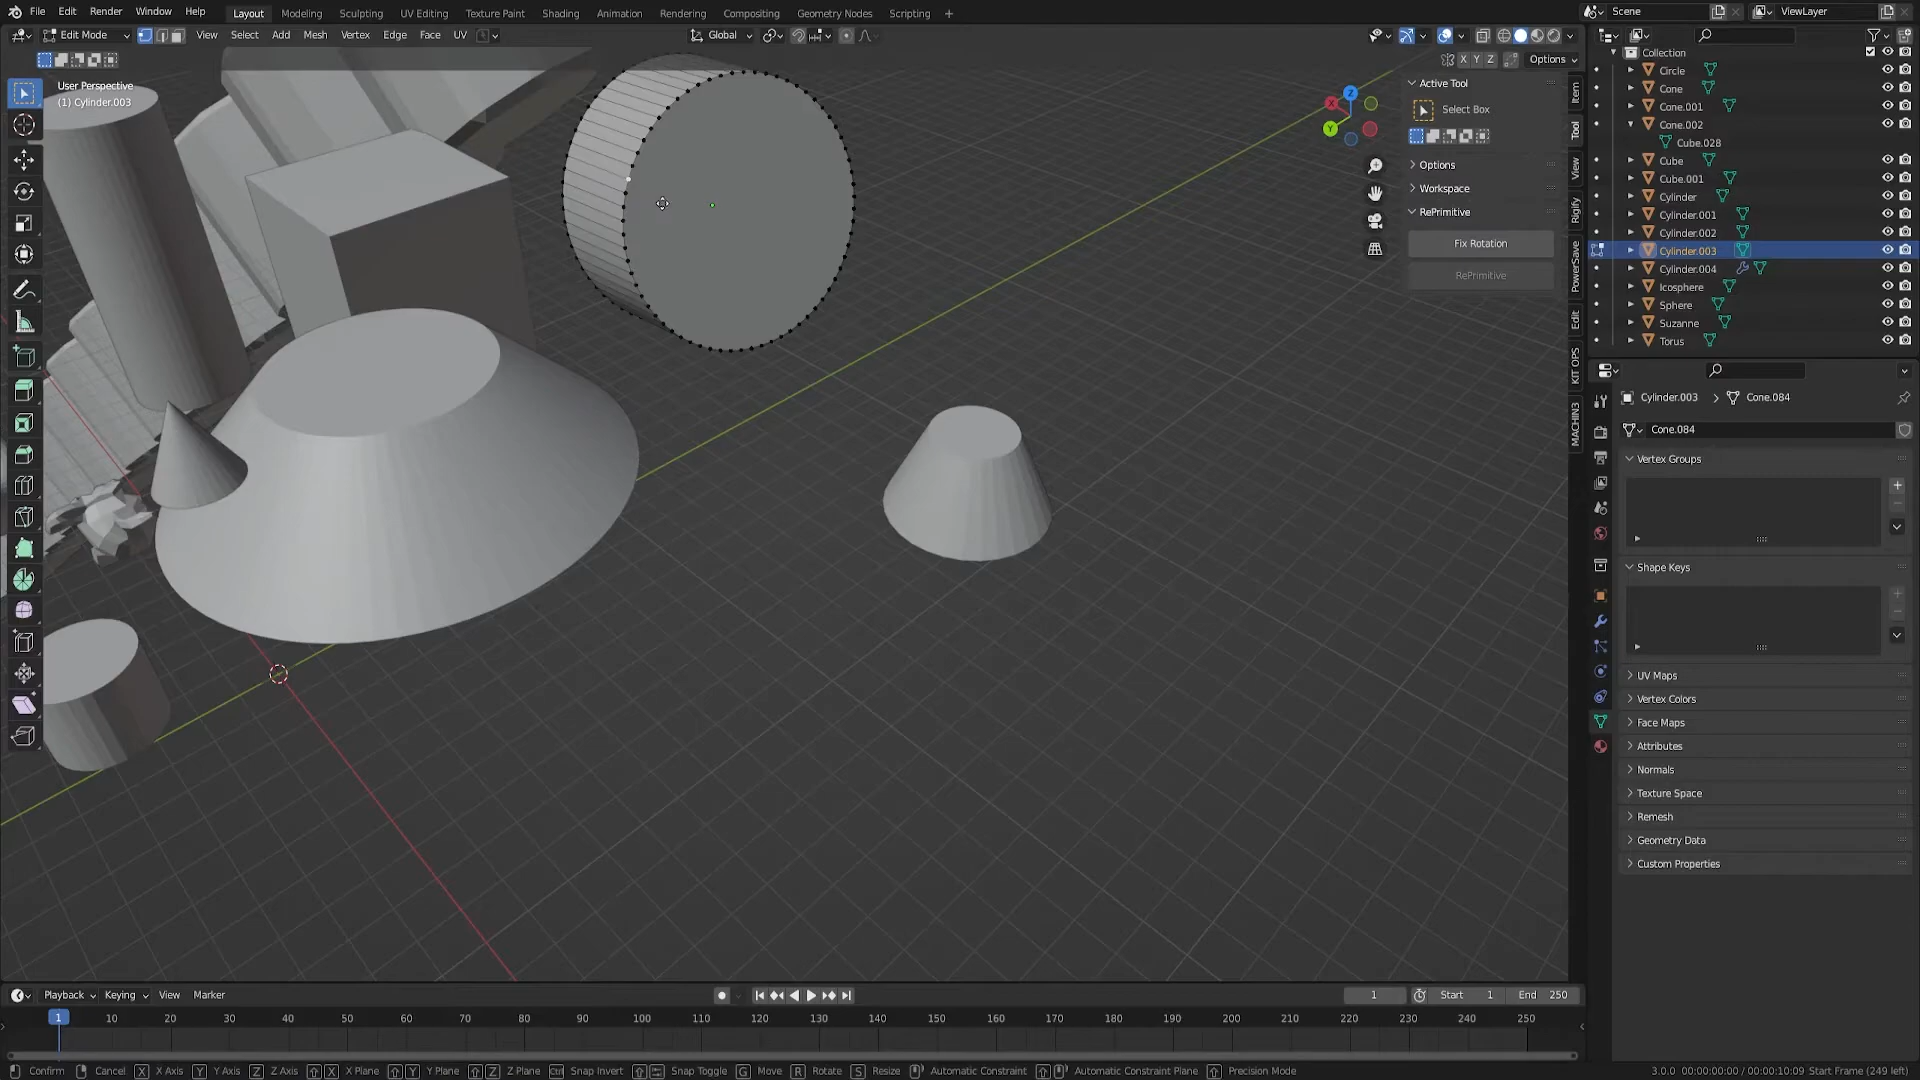 File Edit Render Window Help Layout Modeling Sculpting UV Editing Texture Paint Shading Animation Rendering Compositing Geometry Nodes Scripting + Scene ViewLayer
Edit Mode View Select Add Mesh Vertex Edge Face UV Global
X Y Z Options
User Perspective
(1) Cylinder.003
Z
X
Y
Active Tool
Select Box
Options
Workspace
RePrimitive
Fix Rotation
RePrimitive
Item
Tool
View
Rigify
PowerSave
Edit
KIT OPS
MACHIN3
Collection
Circle
Cone
Cone.001
Cone.002
Cube.028
Cube
Cube.001
Cylinder
Cylinder.001
Cylinder.002
Cylinder.003
Cylinder.004
Icosphere
Sphere
Suzanne
Torus
Cylinder.003 > Cone.084
Cone.084
Vertex Groups
Shape Keys
UV Maps
Vertex Colors
Face Maps
Attributes
Normals
Texture Space
Remesh
Geometry Data
Custom Properties
Playback Keying View Marker 1 Start 1 End 250
1 10 20 30 40 50 60 70 80 90 100 110 120 130 140 150 160 170 180 190 200 210 220 230 240 250
Confirm Cancel X X Axis Y Y Axis Z Z Axis X X Plane Y Y Plane Z Z Plane Ctrl Snap Invert Snap Toggle G Move R Rotate S Resize Automatic Constraint Automatic Constraint Plane Precision Mode 3.0.0 00:00:00:00 / 00:00:10:09 Start Frame (249 left)